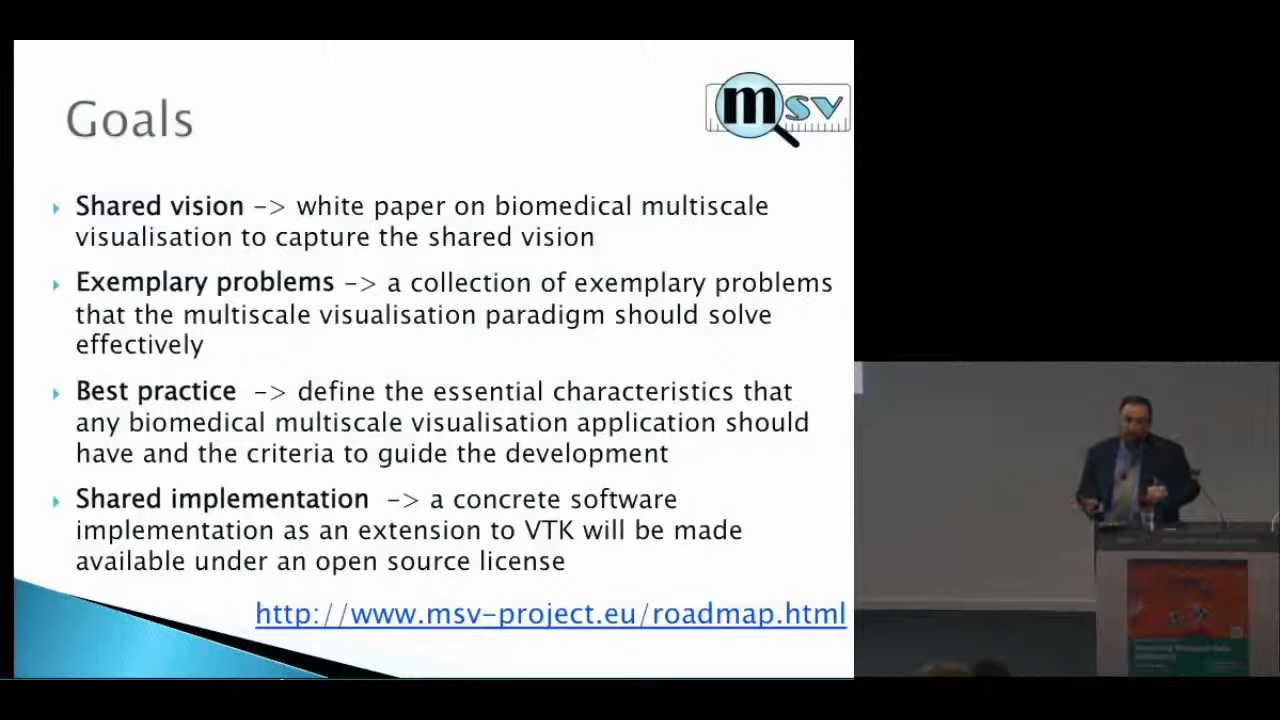 Goals
msv
Shared vision -> white paper on biomedical multiscale
visualisation to capture the shared vision
Exemplary problems -> a collection of exemplary problems
that the multiscale visualisation paradigm should solve
effectively
Best practice -> define the essential characteristics that
any biomedical multiscale visualisation application should
have and the criteria to guide the development
Shared implementation -> a concrete software
implementation as an extension to VTK will be made
available under an open source license
http://www.msv-project.eu/roadmap.html